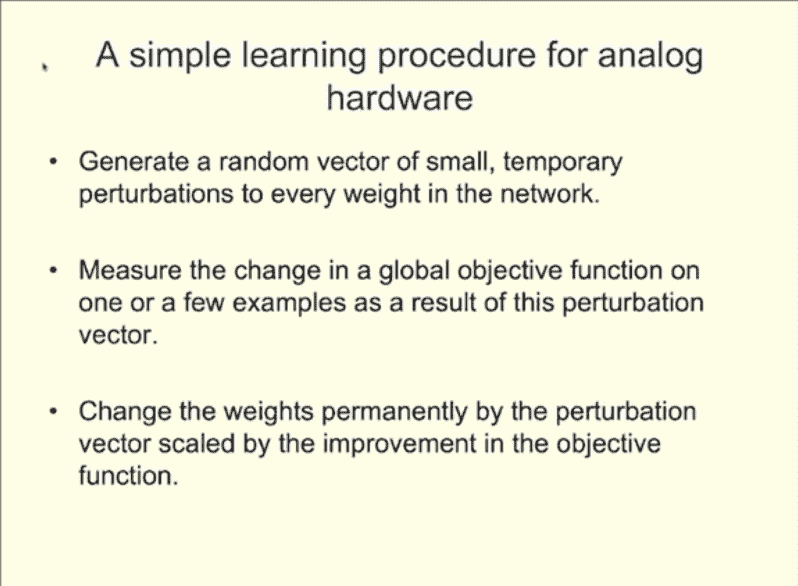 A simple learning procedure for analog
hardware
• Generate a random vector of small, temporary
perturbations to every weight in the network.
• Measure the change in a global objective function on
one or a few examples as a result of this perturbation
vector.
• Change the weights permanently by the perturbation
vector scaled by the improvement in the objective
function.